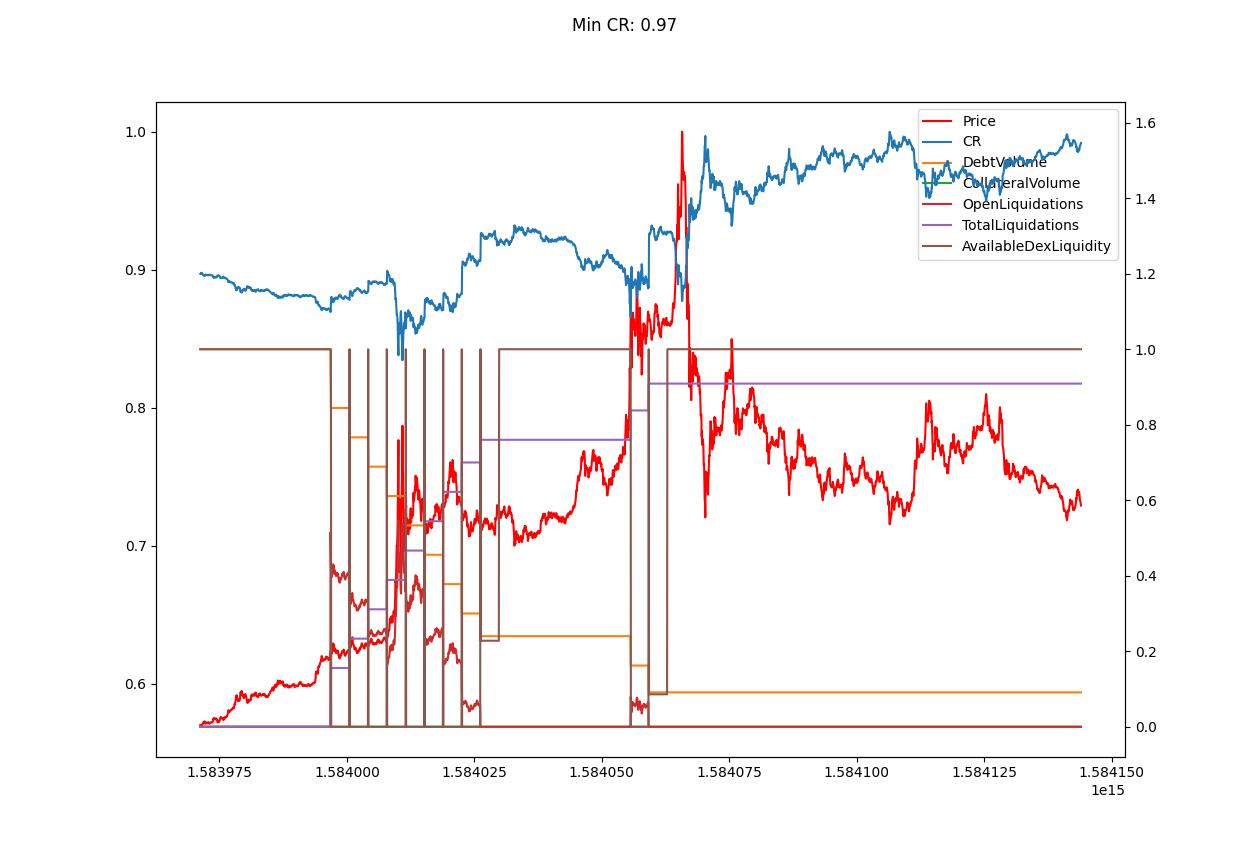 Min CR: 0.97
1.0
0.9
0.8
0.7
0.6
1.6
1.4
1.2
1.0
0.8
0.6
0.4
0.2
0.0
Price
CR
DebtVolume
CollateralVolume
OpenLiquidations
TotalLiquidations
AvailableDexLiquidity
1.583975 1.584000 1.584025 1.584050 1.584075 1.584100 1.584125 1.584150
1e15